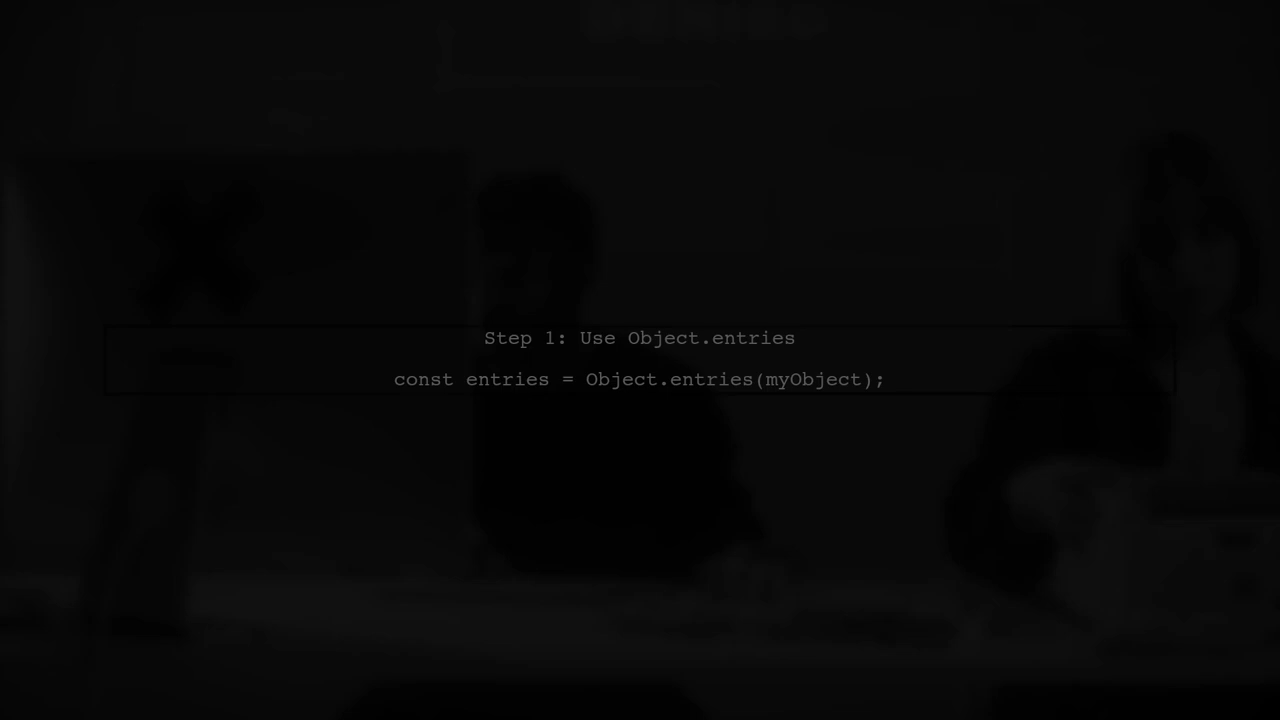 Step 1: Use Object.entries
const entries = Object.entries(myObject);